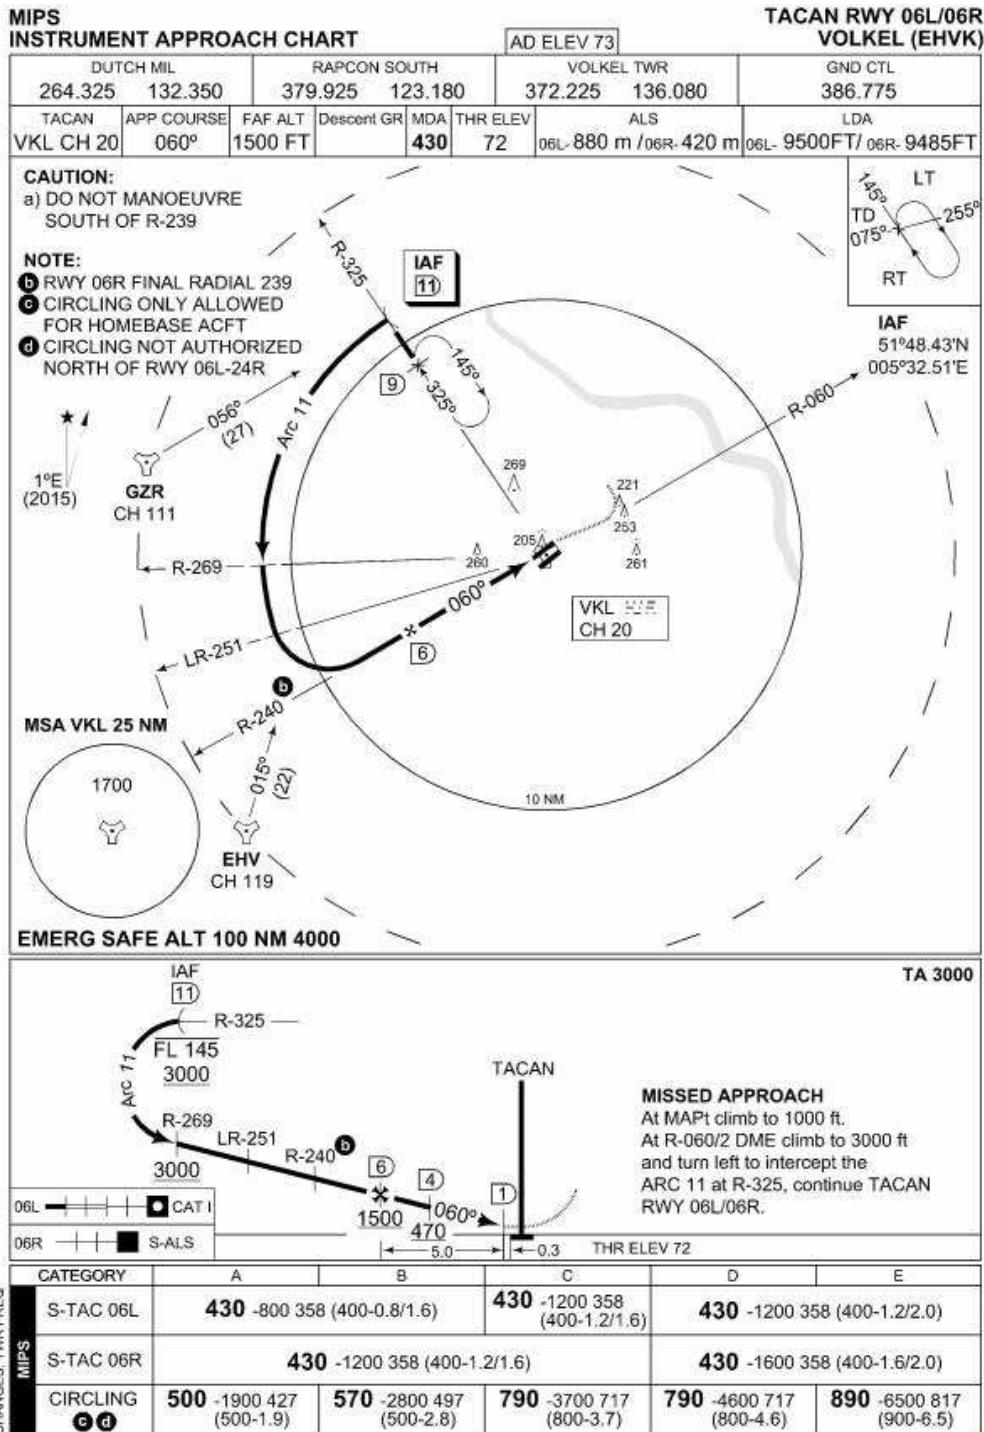 MIPS
INSTRUMENT APPROACH CHART
AD ELEV 73
TACAN RWY 06L/06R
VOLKEL (EHVK)
DUTCH MIL
264.325 132.350
RAPCON SOUTH
379.925 123.180
VOLKEL TWR
372.225 136.080
GND CTL
386.775
TACAN
VKL CH 20
APP COURSE
060º
FAF ALT
1500 FT
Descent GR
MDA
430
THR ELEV
72
ALS
06L- 880 m /06R- 420 m
LDA
06L- 9500FT/ 06R- 9485FT
CAUTION:
a) DO NOT MANOEUVRE
SOUTH OF R-239
NOTE:
b RWY 06R FINAL RADIAL 239
c CIRCLING ONLY ALLOWED
FOR HOMEBASE ACFT
d CIRCLING NOT AUTHORIZED
NORTH OF RWY 06L-24R
R-325
IAF
11
145º
LT
TD
075º
255º
RT
IAF
51º48.43'N
005º32.51'E
9
145º
325º
R-060
056º
(27)
Arc 11
1ºE
(2015)
GZR
CH 111
269
221
253
205
260
261
R-269
060º
VKL
CH 20
LR-251
6
b
R-240
MSA VKL 25 NM
1700
015º
(22)
10 NM
EHV
CH 119
EMERG SAFE ALT 100 NM 4000
TA 3000
IAF
11
R-325
FL 145
3000
Arc 11
TACAN
R-269
LR-251
R-240 b
3000
6
4
1
1500
470
060º
5.0
0.3
THR ELEV 72
06L
CAT I
06R
S-ALS
MISSED APPROACH
At MAPt climb to 1000 ft.
At R-060/2 DME climb to 3000 ft
and turn left to intercept the
ARC 11 at R-325, continue TACAN
RWY 06L/06R.
CATEGORY A B C D E
MIPS
S-TAC 06L
430 -800 358 (400-0.8/1.6)
430 -1200 358
(400-1.2/1.6)
430 -1200 358 (400-1.2/2.0)
S-TAC 06R
430 -1200 358 (400-1.2/1.6)
430 -1600 358 (400-1.6/2.0)
CIRCLING
c d
500 -1900 427
(500-1.9)
570 -2800 497
(500-2.8)
790 -3700 717
(800-3.7)
790 -4600 717
(800-4.6)
890 -6500 817
(900-6.5)